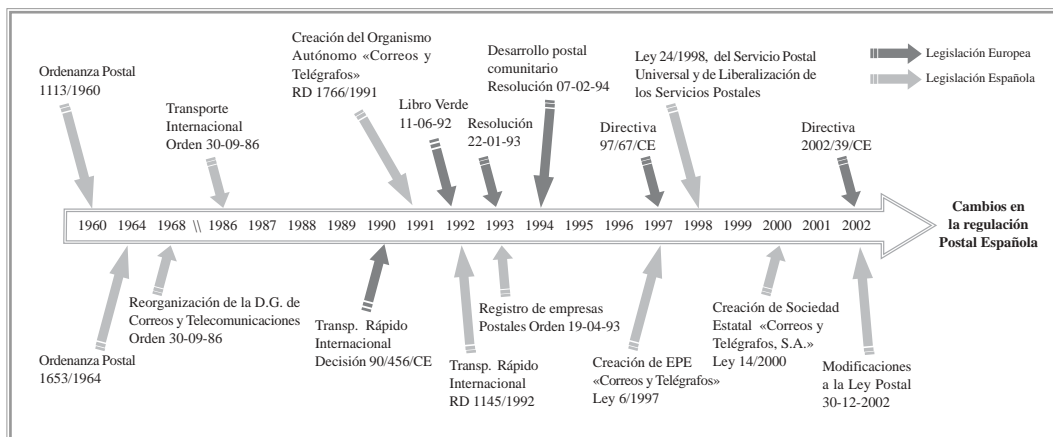 Creación del Organismo
Autónomo «Correos y
Telégrafos»
RD 1766/1991
Desarrollo postal
comunitario
Resolución 07-02-94
Ley 24/1998, del Servicio Postal
Universal y de Liberalización de
los Servicios Postales
Legislación Europea
Legislación Española
Ordenanza Postal
1113/1960
Transporte
Internacional
Orden 30-09-86
Libro Verde
11-06-92
Resolución
22-01-93
Directiva
97/67/CE
Directiva
2002/39/CE
1960 1964 1968 \\ 1986 1987 1988 1989 1990 1991 1992 1993 1994 1995 1996 1997 1998 1999 2000 2001 2002
Cambios en
la regulación
Postal Española
Reorganización de la D.G. de
Correos y Telecomunicaciones
Orden 30-09-86
Ordenanza Postal
1653/1964
Transp. Rápido
Internacional
Decisión 90/456/CE
Registro de empresas
Postales Orden 19-04-93
Transp. Rápido
Internacional
RD 1145/1992
Creación de EPE
«Correos y Telégrafos»
Ley 6/1997
Creación de Sociedad
Estatal «Correos y
Telégrafos, S.A.»
Ley 14/2000
Modificaciones
a la Ley Postal
30-12-2002